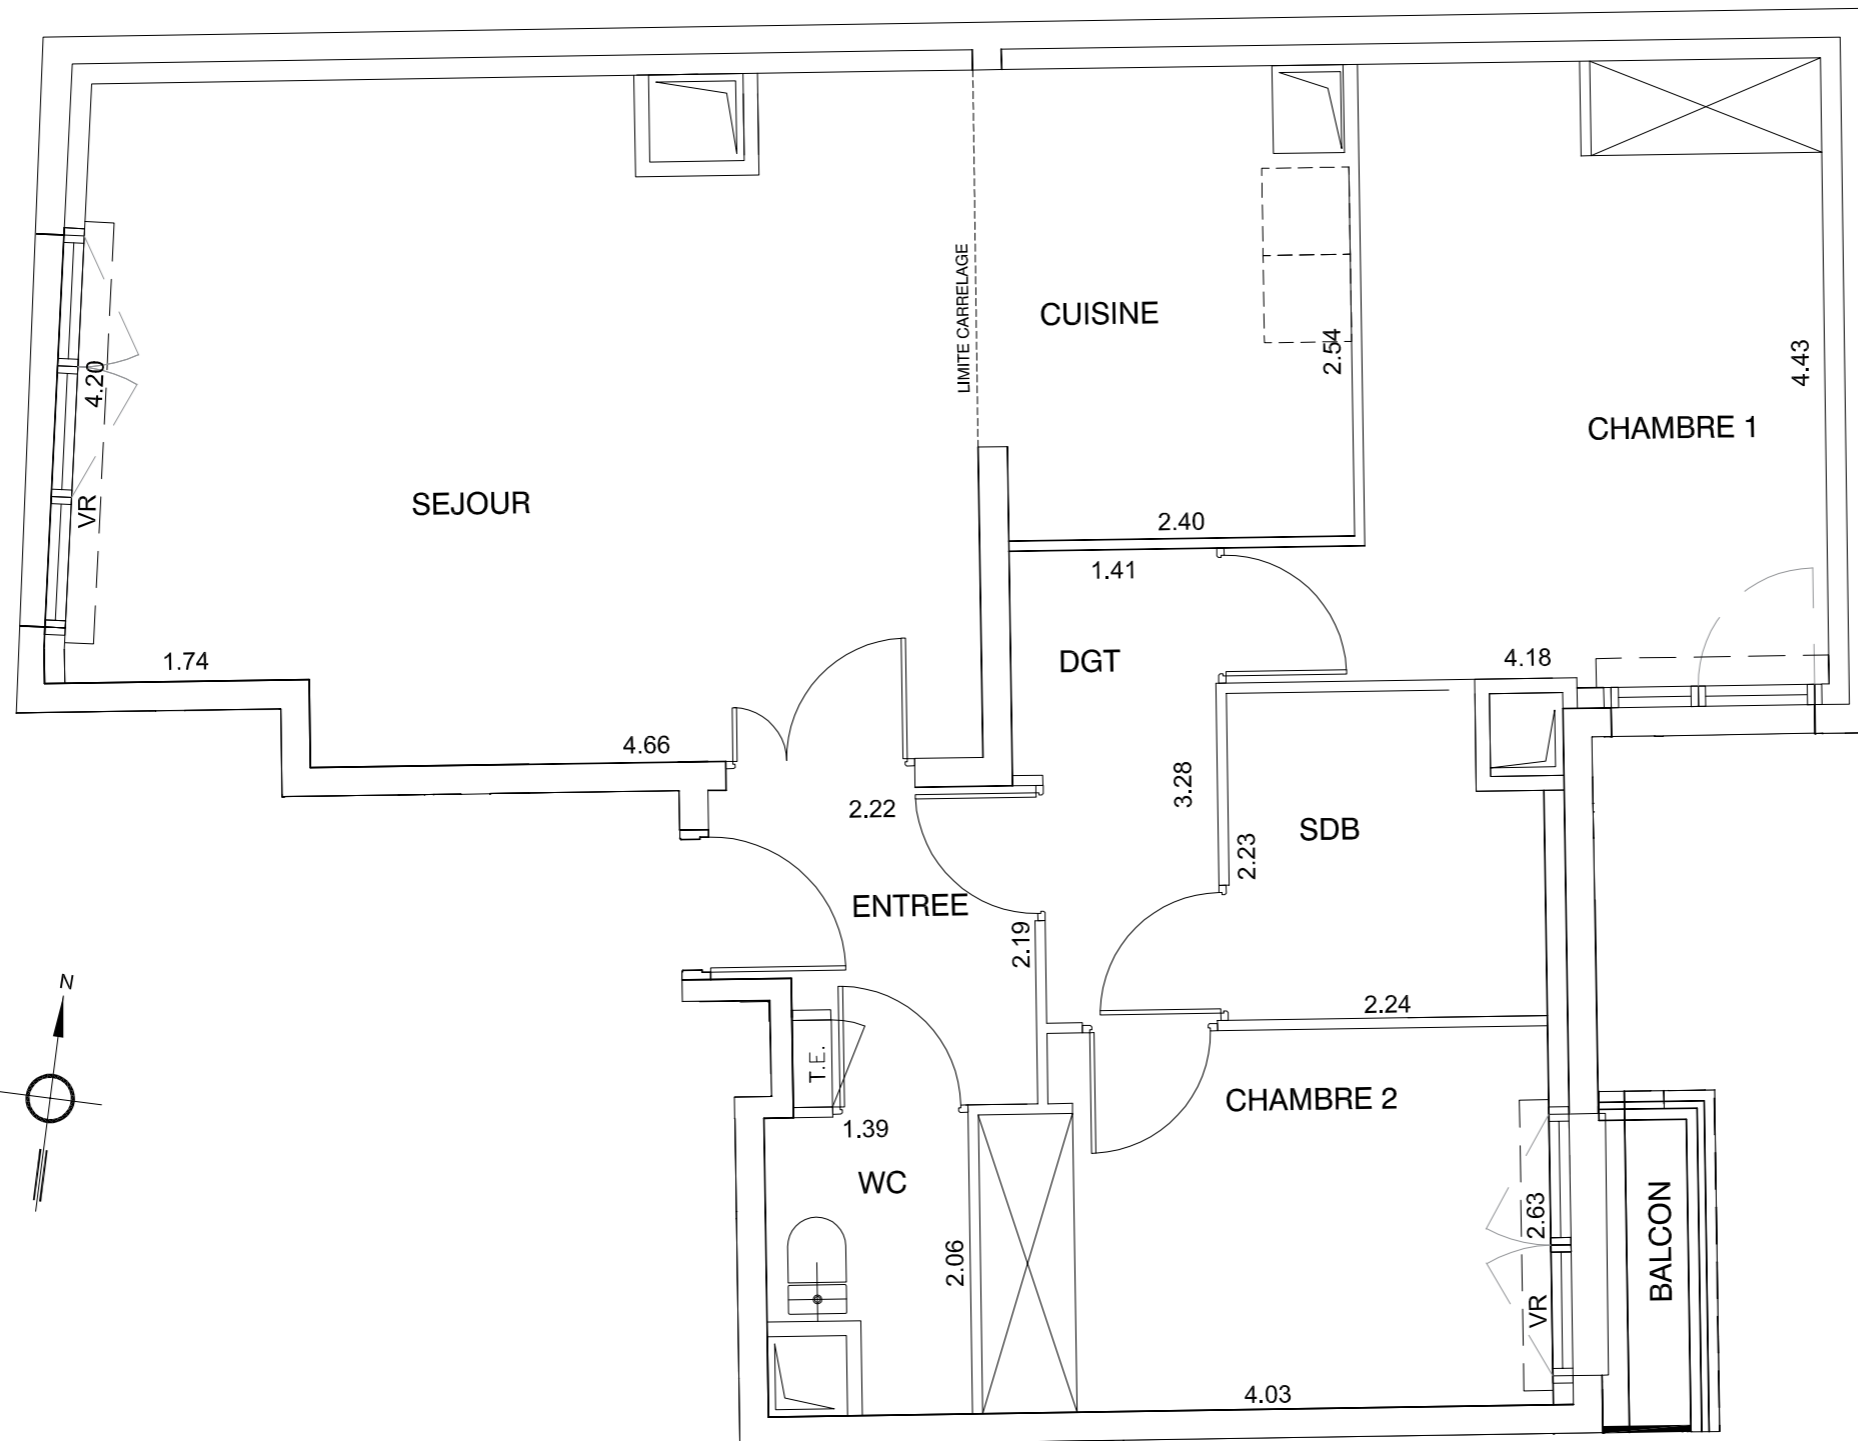 LIMITE CARRELAGE
CUISINE
2.54
4.43
4.20
CHAMBRE 1
SEJOUR
VR
2.40
1.41
1.74
DGT
4.18
4.66
3.28
2.22
SDB
2.23
ENTREE
2.19
N
2.24
T.E.
CHAMBRE 2
1.39
WC
2.63
BALCON
2.06
VR
4.03